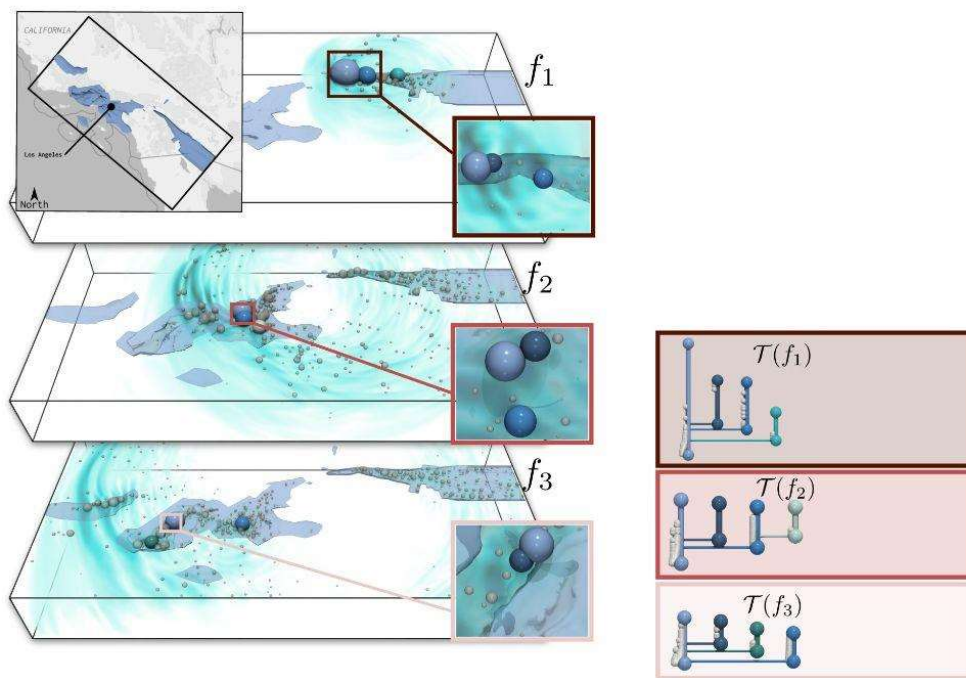 CALIFORNIA
Los Angeles
North
f₁
f₂
f₃
𝒯(f₁)
𝒯(f₂)
𝒯(f₃)